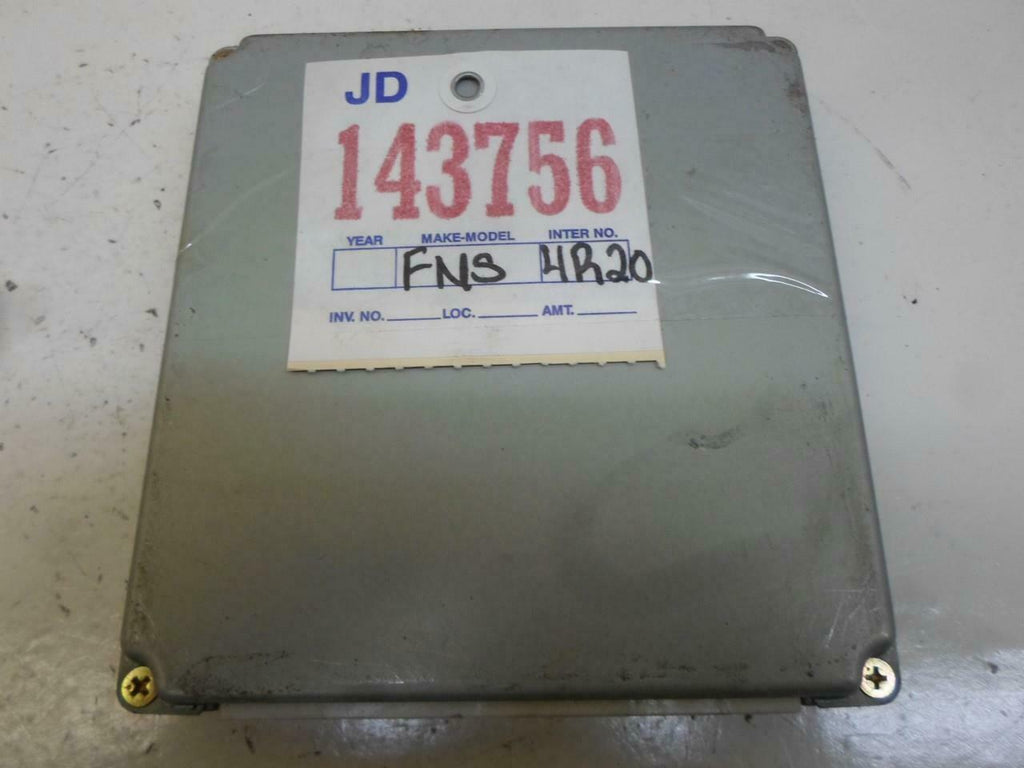 JD
143756
YEAR MAKE-MODEL INTER NO.
FNS 4R20
INV. NO. LOC. AMT.